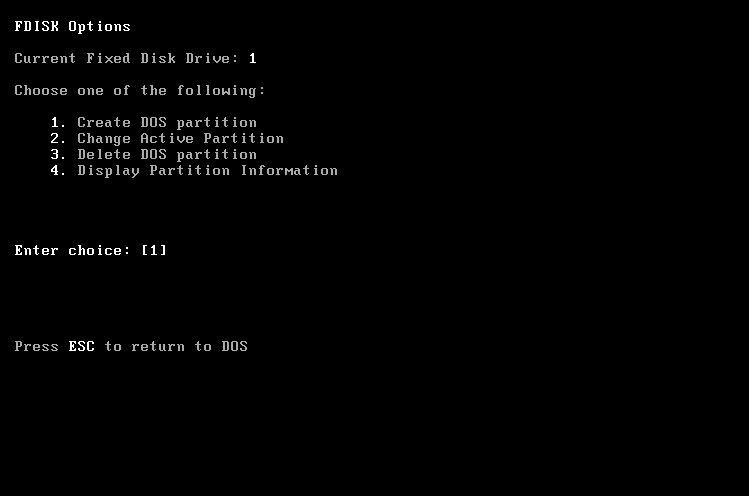 FDISK Options
Current Fixed Disk Drive: 1
Choose one of the following:
1. Create DOS partition
2. Change Active Partition
3. Delete DOS partition
4. Display Partition Information
Enter choice: [1]
Press ESC to return to DOS